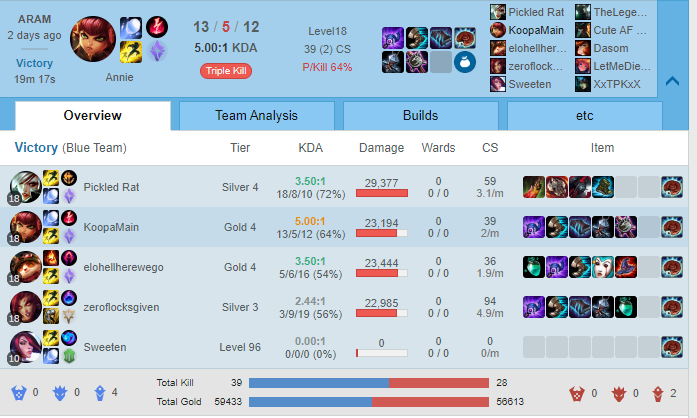 ARAM
2 days ago
Victory
19m 17s
Annie
13 / 5 / 12
5.00:1 KDA
Triple Kill
Level18
39 (2) CS
P/Kill 64%
Pickled Rat
KoopaMain
elohellherew...
zeroflocks...
Sweeten
TheLege...
Cute AF ...
Dasom
LetMeDie...
XxTPKxX
Overview
Team Analysis
Builds
etc
Victory (Blue Team) Tier KDA Damage Wards CS Item
18 Pickled Rat Silver 4 3.50:1 18/8/10 (72%) 29,377 0 0 / 0 59 3.1/m
18 KoopaMain Gold 4 5.00:1 13/5/12 (64%) 23,194 0 0 / 0 39 2/m
18 elohellherewego Gold 4 3.50:1 5/6/16 (54%) 23,444 0 0 / 0 36 1.9/m
18 zeroflocksgiven Silver 3 2.44:1 3/9/19 (56%) 22,985 0 0 / 0 94 4.9/m
10 Sweeten Level 96 0.00:1 0/0/0 (0%) 0 0 0 / 0 0 0/m
0 0 4 Total Kill 39 28 0 0 2
Total Gold 59433 56613